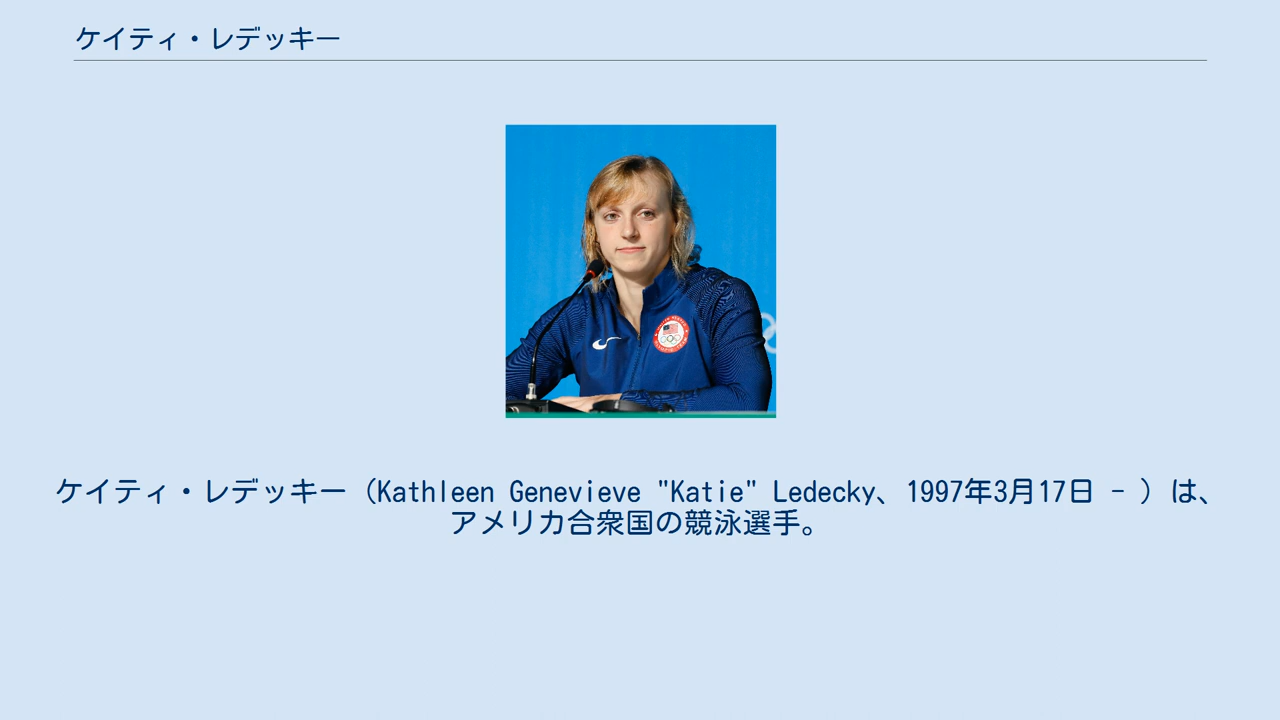 ケイティ・レデッキー
ケイティ・レデッキー（Kathleen Genevieve "Katie" Ledecky、1997年3月17日 - ）は、
アメリカ合衆国の競泳選手。